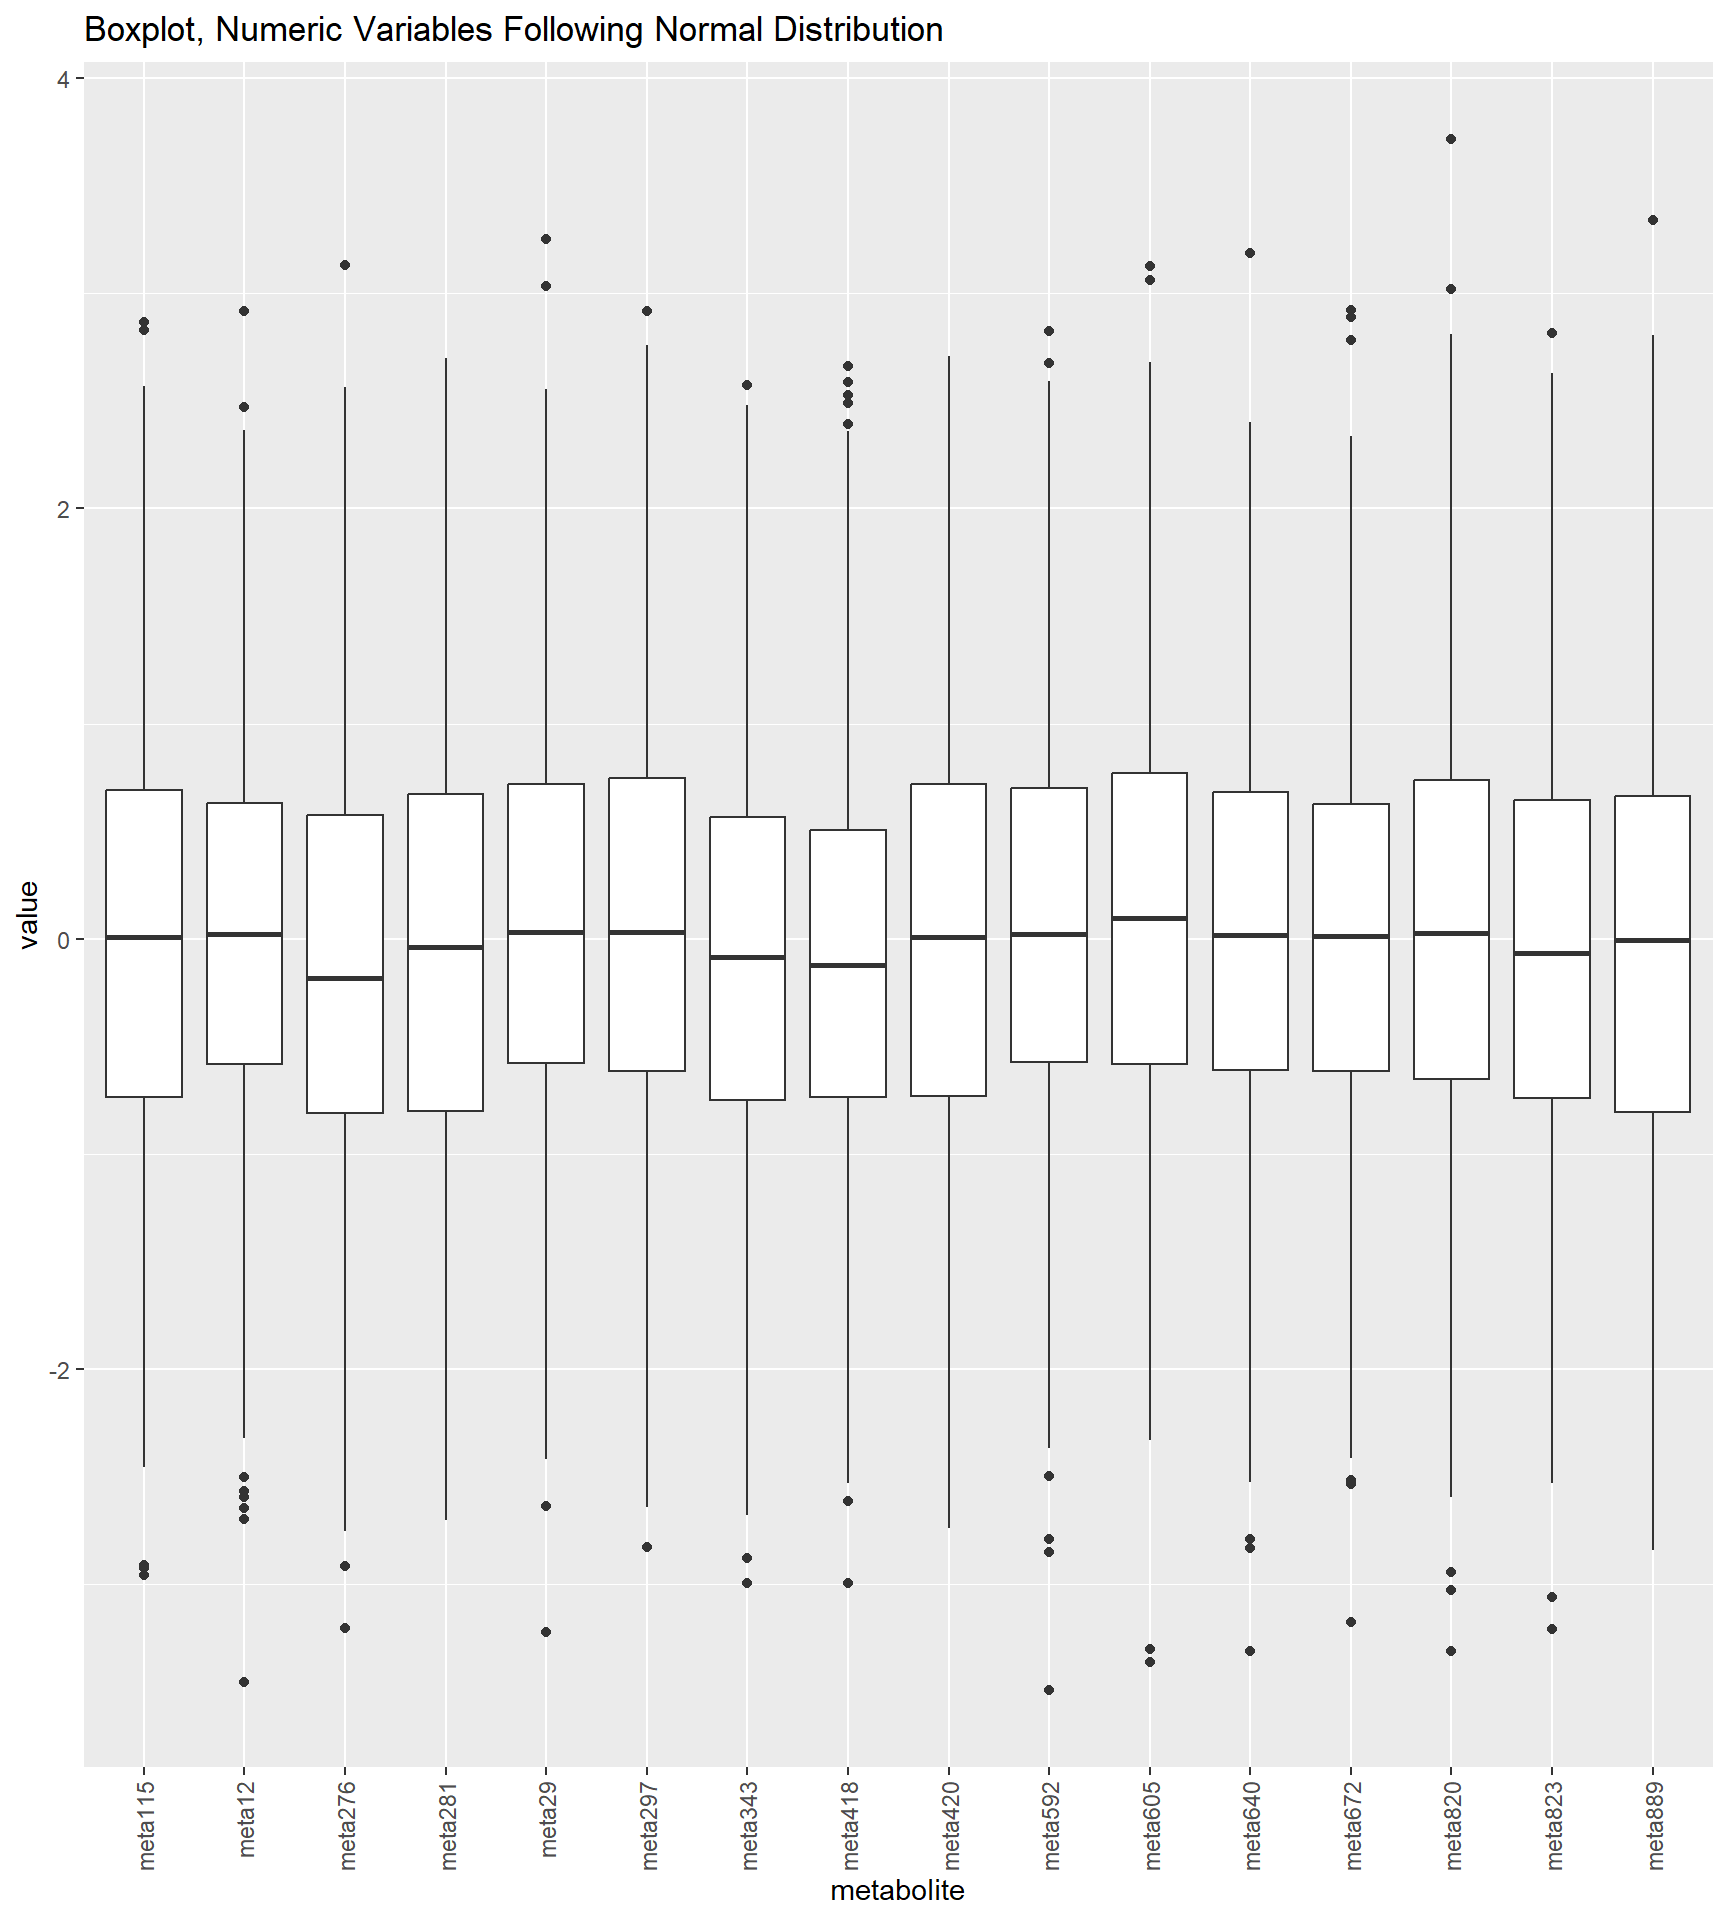 Boxplot, Numeric Variables Following Normal Distribution
4
2
0
-2
value
meta115
meta12
meta276
meta281
meta29
meta297
meta343
meta418
meta420
meta592
meta605
meta640
meta672
meta820
meta823
meta889
metabolite